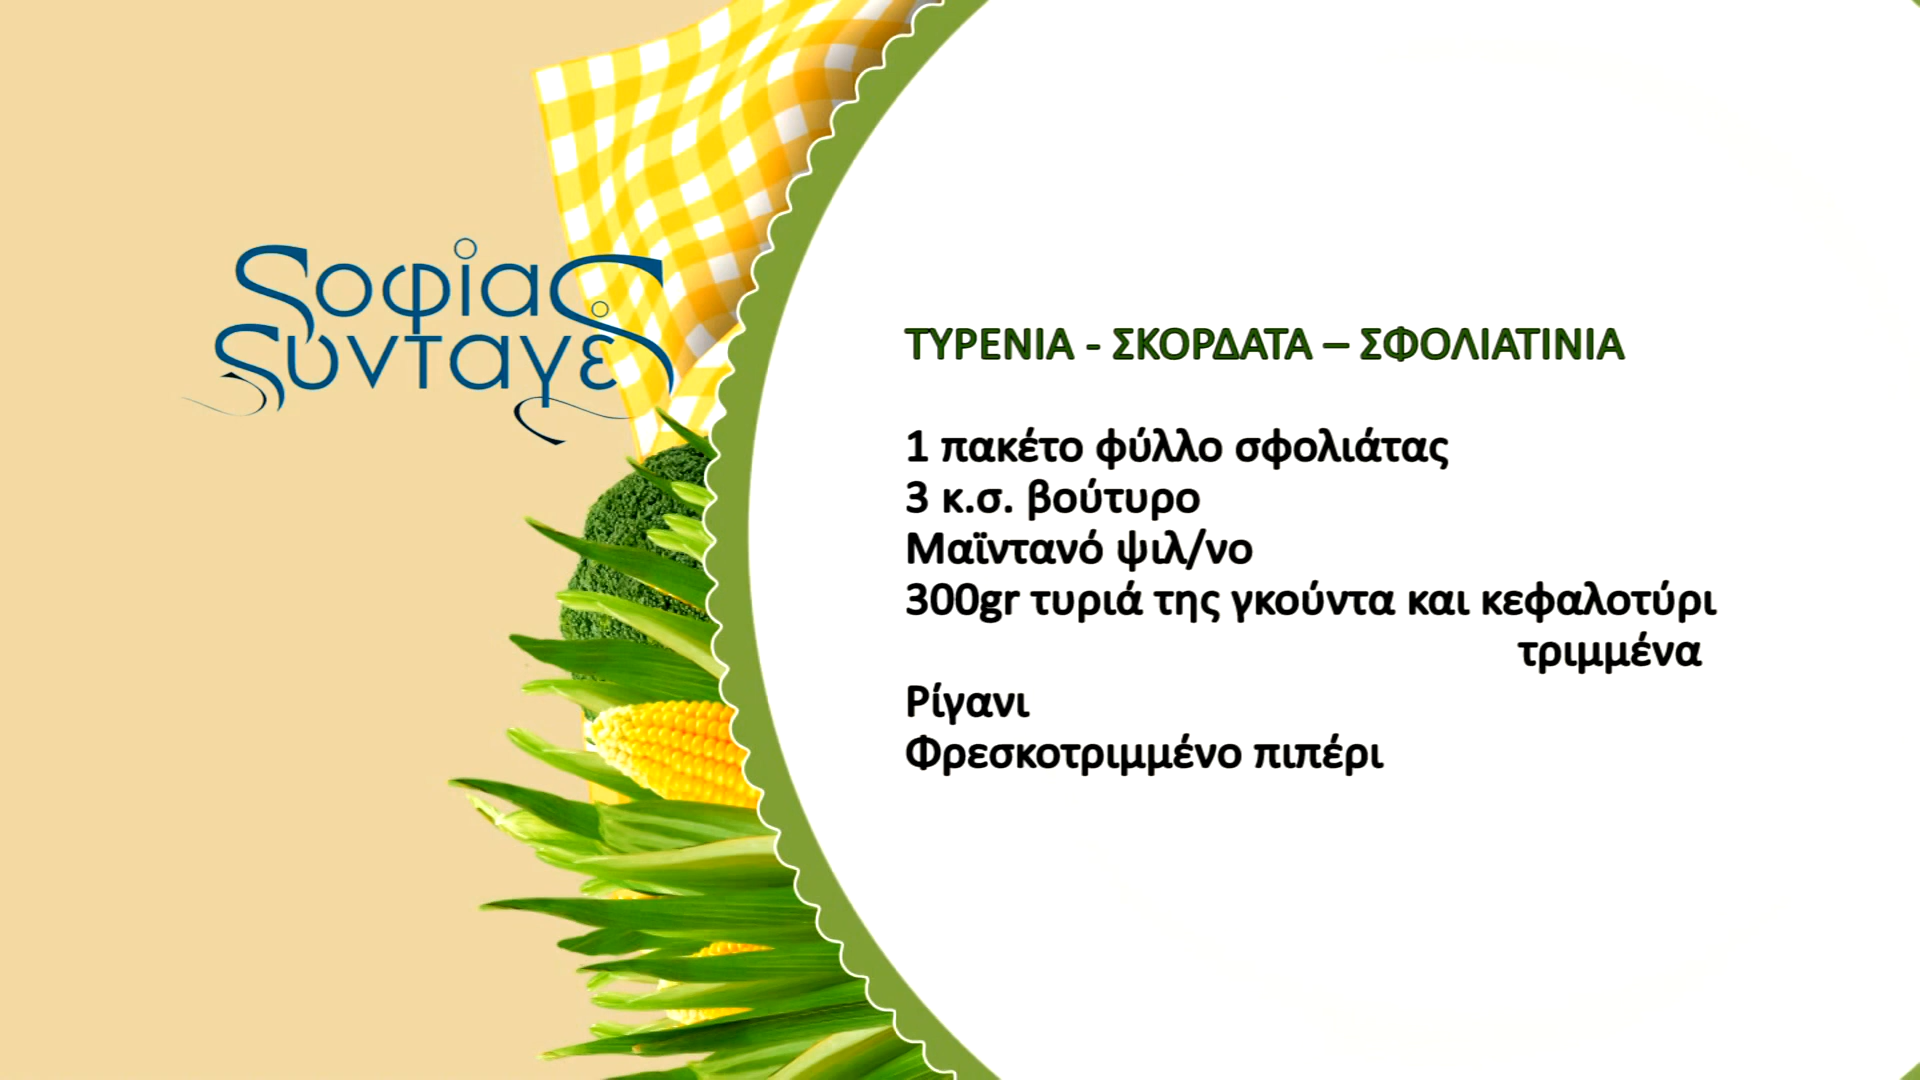 Σοφίας
Συνταγές
ΤΥΡΕΝΙΑ - ΣΚΟΡΔΑΤΑ – ΣΦΟΛΙΑΤΙΝΙΑ
1 πακέτο φύλλο σφολιάτας
3 κ.σ. βούτυρο
Μαϊντανό ψιλ/νο
300gr τυριά της γκούντα και κεφαλοτύρι
τριμμένα
Ρίγανι
Φρεσκοτριμμένο πιπέρι